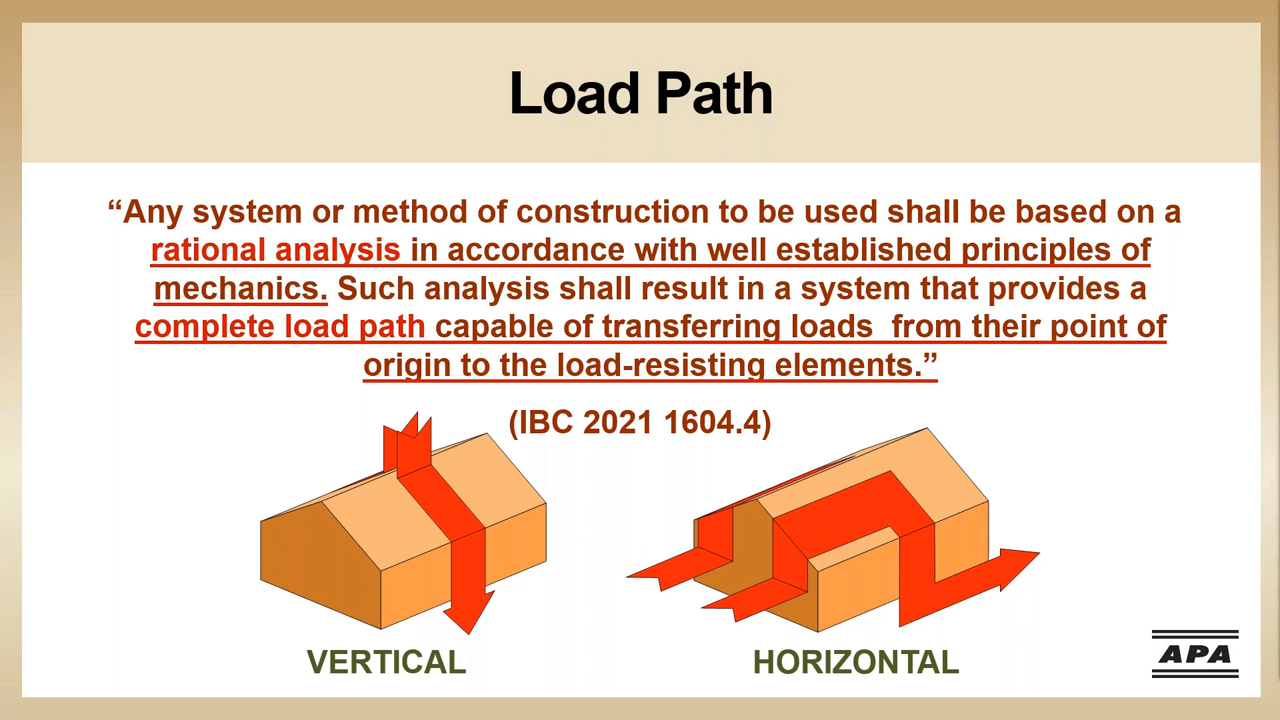 Load Path
“Any system or method of construction to be used shall be based on a
rational analysis in accordance with well established principles of
mechanics. Such analysis shall result in a system that provides a
complete load path capable of transferring loads  from their point of
origin to the load-resisting elements.”
(IBC 2021 1604.4)
VERTICAL
HORIZONTAL
APA